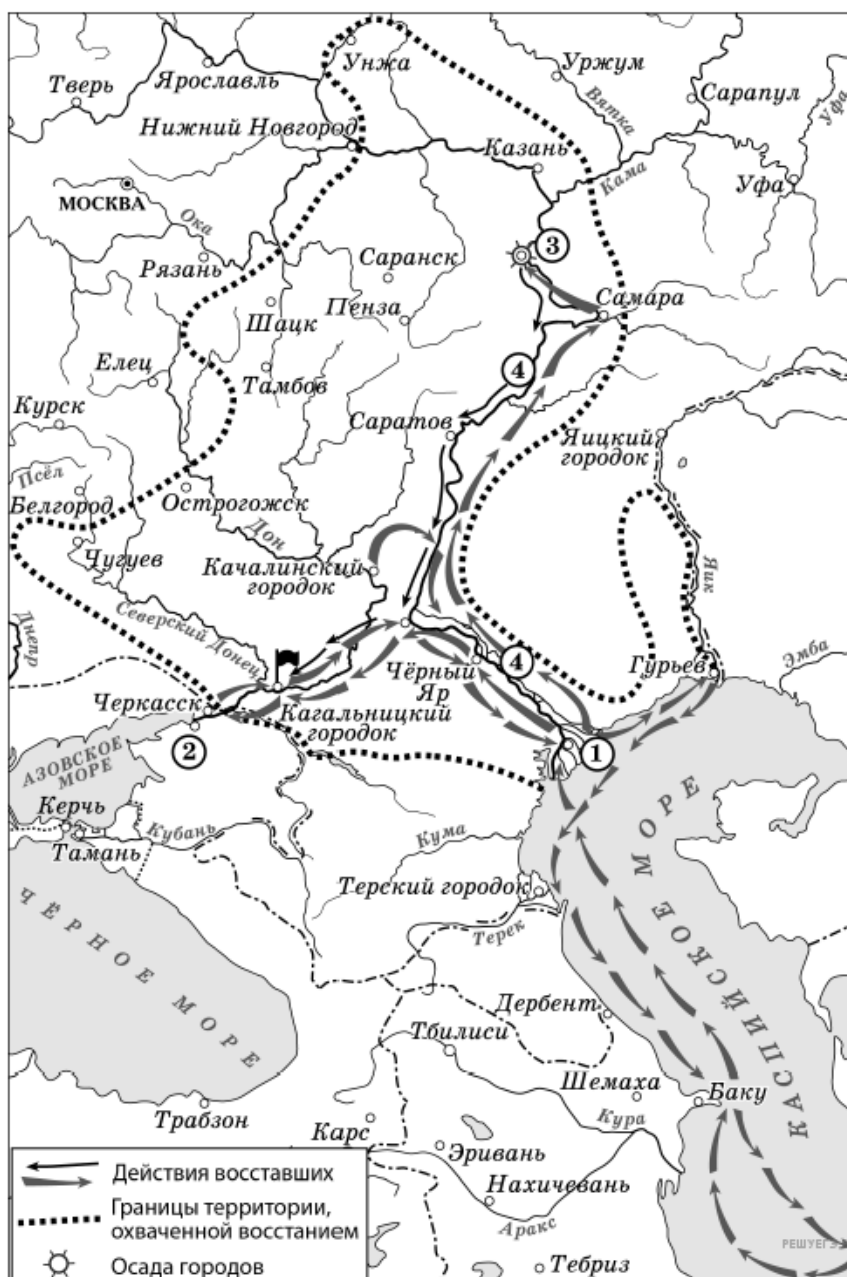 Унжа
Уржум
Ярославль
Тверь
Вятка
Сарапул
Уфа
Нижний Новгород
Казань
Кама
Уфа
МОСКВА
Ока
3
Рязань
Саранск
Самара
Шацк
Пенза
Елец
Тамбов
4
Курск
Саратов
Яицкий
городок
Псёл
Белгород
Острогожск
Дон
Чугуев
Качалинский
городок
Яик
Днепр
Северский Донец
Чёрный
Яр
4
Гурьев
Эмба
Черкасск
Кагальницкий
городок
2
1
АЗОВСКОЕ
МОРЕ
Керчь
Тамань
Кубань
Кума
Терский городок
Терек
ЧЁРНОЕ МОРЕ
КАСПИЙСКОЕ МОРЕ
Дербент
Тбилиси
Шемаха
Баку
Трабзон
Кура
Карс
Эривань
Нахичевань
Аракс
Тебриз
Действия восставших
Границы территории,
охваченной восстанием
Осада городов